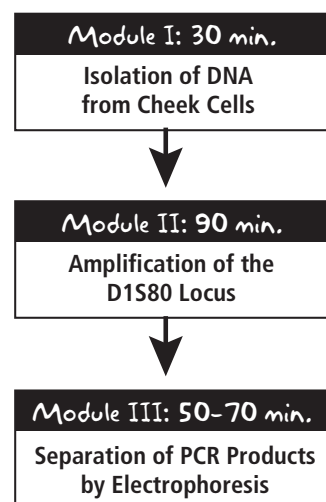 Module I: 30 min.
Isolation of DNA
from Cheek Cells
Module II: 90 min.
Amplification of the
D1S80 Locus
Module III: 50-70 min.
Separation of PCR Products
by Electrophoresis